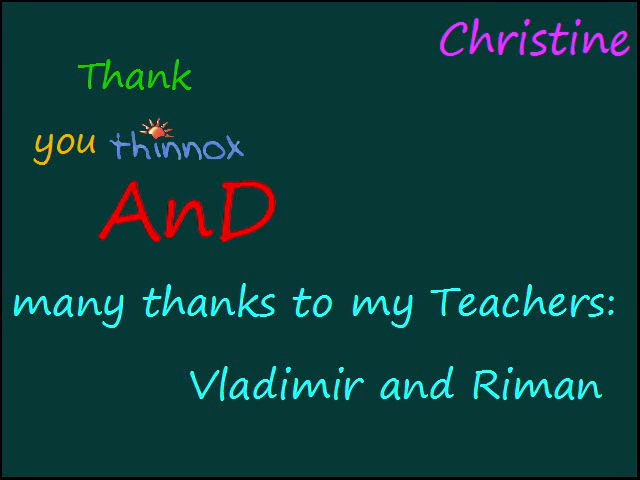 Christine
Thank
you thinnox
AnD
many thanks to my Teachers:
Vladimir and Riman